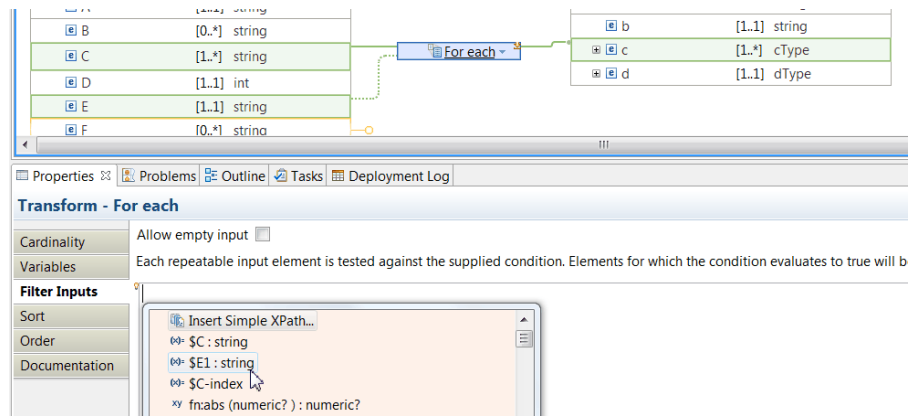 B [0..*] string
b [1..1] string
C [1..*] string
For each
c [1..*] cType
D [1..1] int
d [1..1] dType
E [1..1] string
F [0..*] string
Properties Problems Outline Tasks Deployment Log
Transform - For each
Cardinality
Allow empty input
Variables
Each repeatable input element is tested against the supplied condition. Elements for which the condition evaluates to true will b
Filter Inputs
Sort
Insert Simple XPath...
Order
$C : string
Documentation
$E1 : string
$C-index
fn:abs (numeric? ) : numeric?